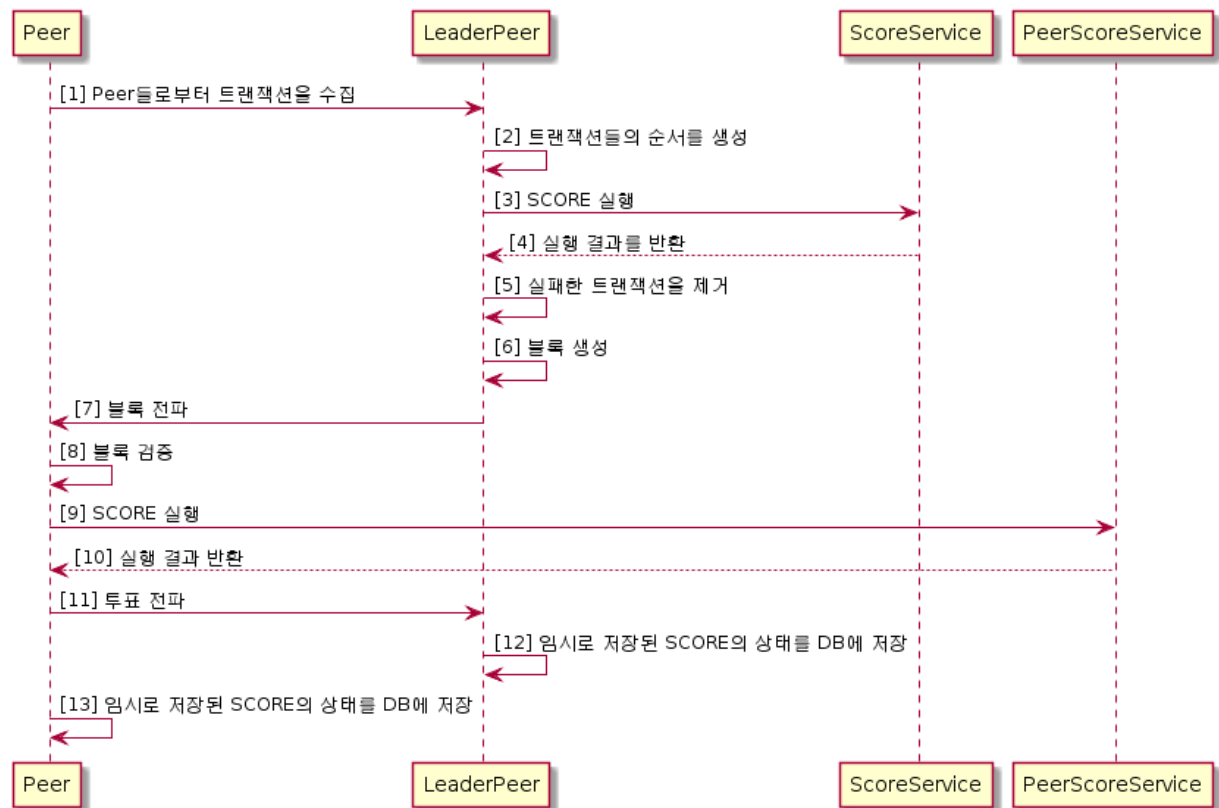 Peer LeaderPeer ScoreService PeerScoreService
[1] Peer들로부터 트랜잭션을 수집
[2] 트랜잭션들의 순서를 생성
[3] SCORE 실행
[4] 실행 결과를 반환
[5] 실패한 트랜잭션을 제거
[6] 블록 생성
[7] 블록 전파
[8] 블록 검증
[9] SCORE 실행
[10] 실행 결과 반환
[11] 투표 전파
[12] 임시로 저장된 SCORE의 상태를 DB에 저장
[13] 임시로 저장된 SCORE의 상태를 DB에 저장
Peer LeaderPeer ScoreService PeerScoreService